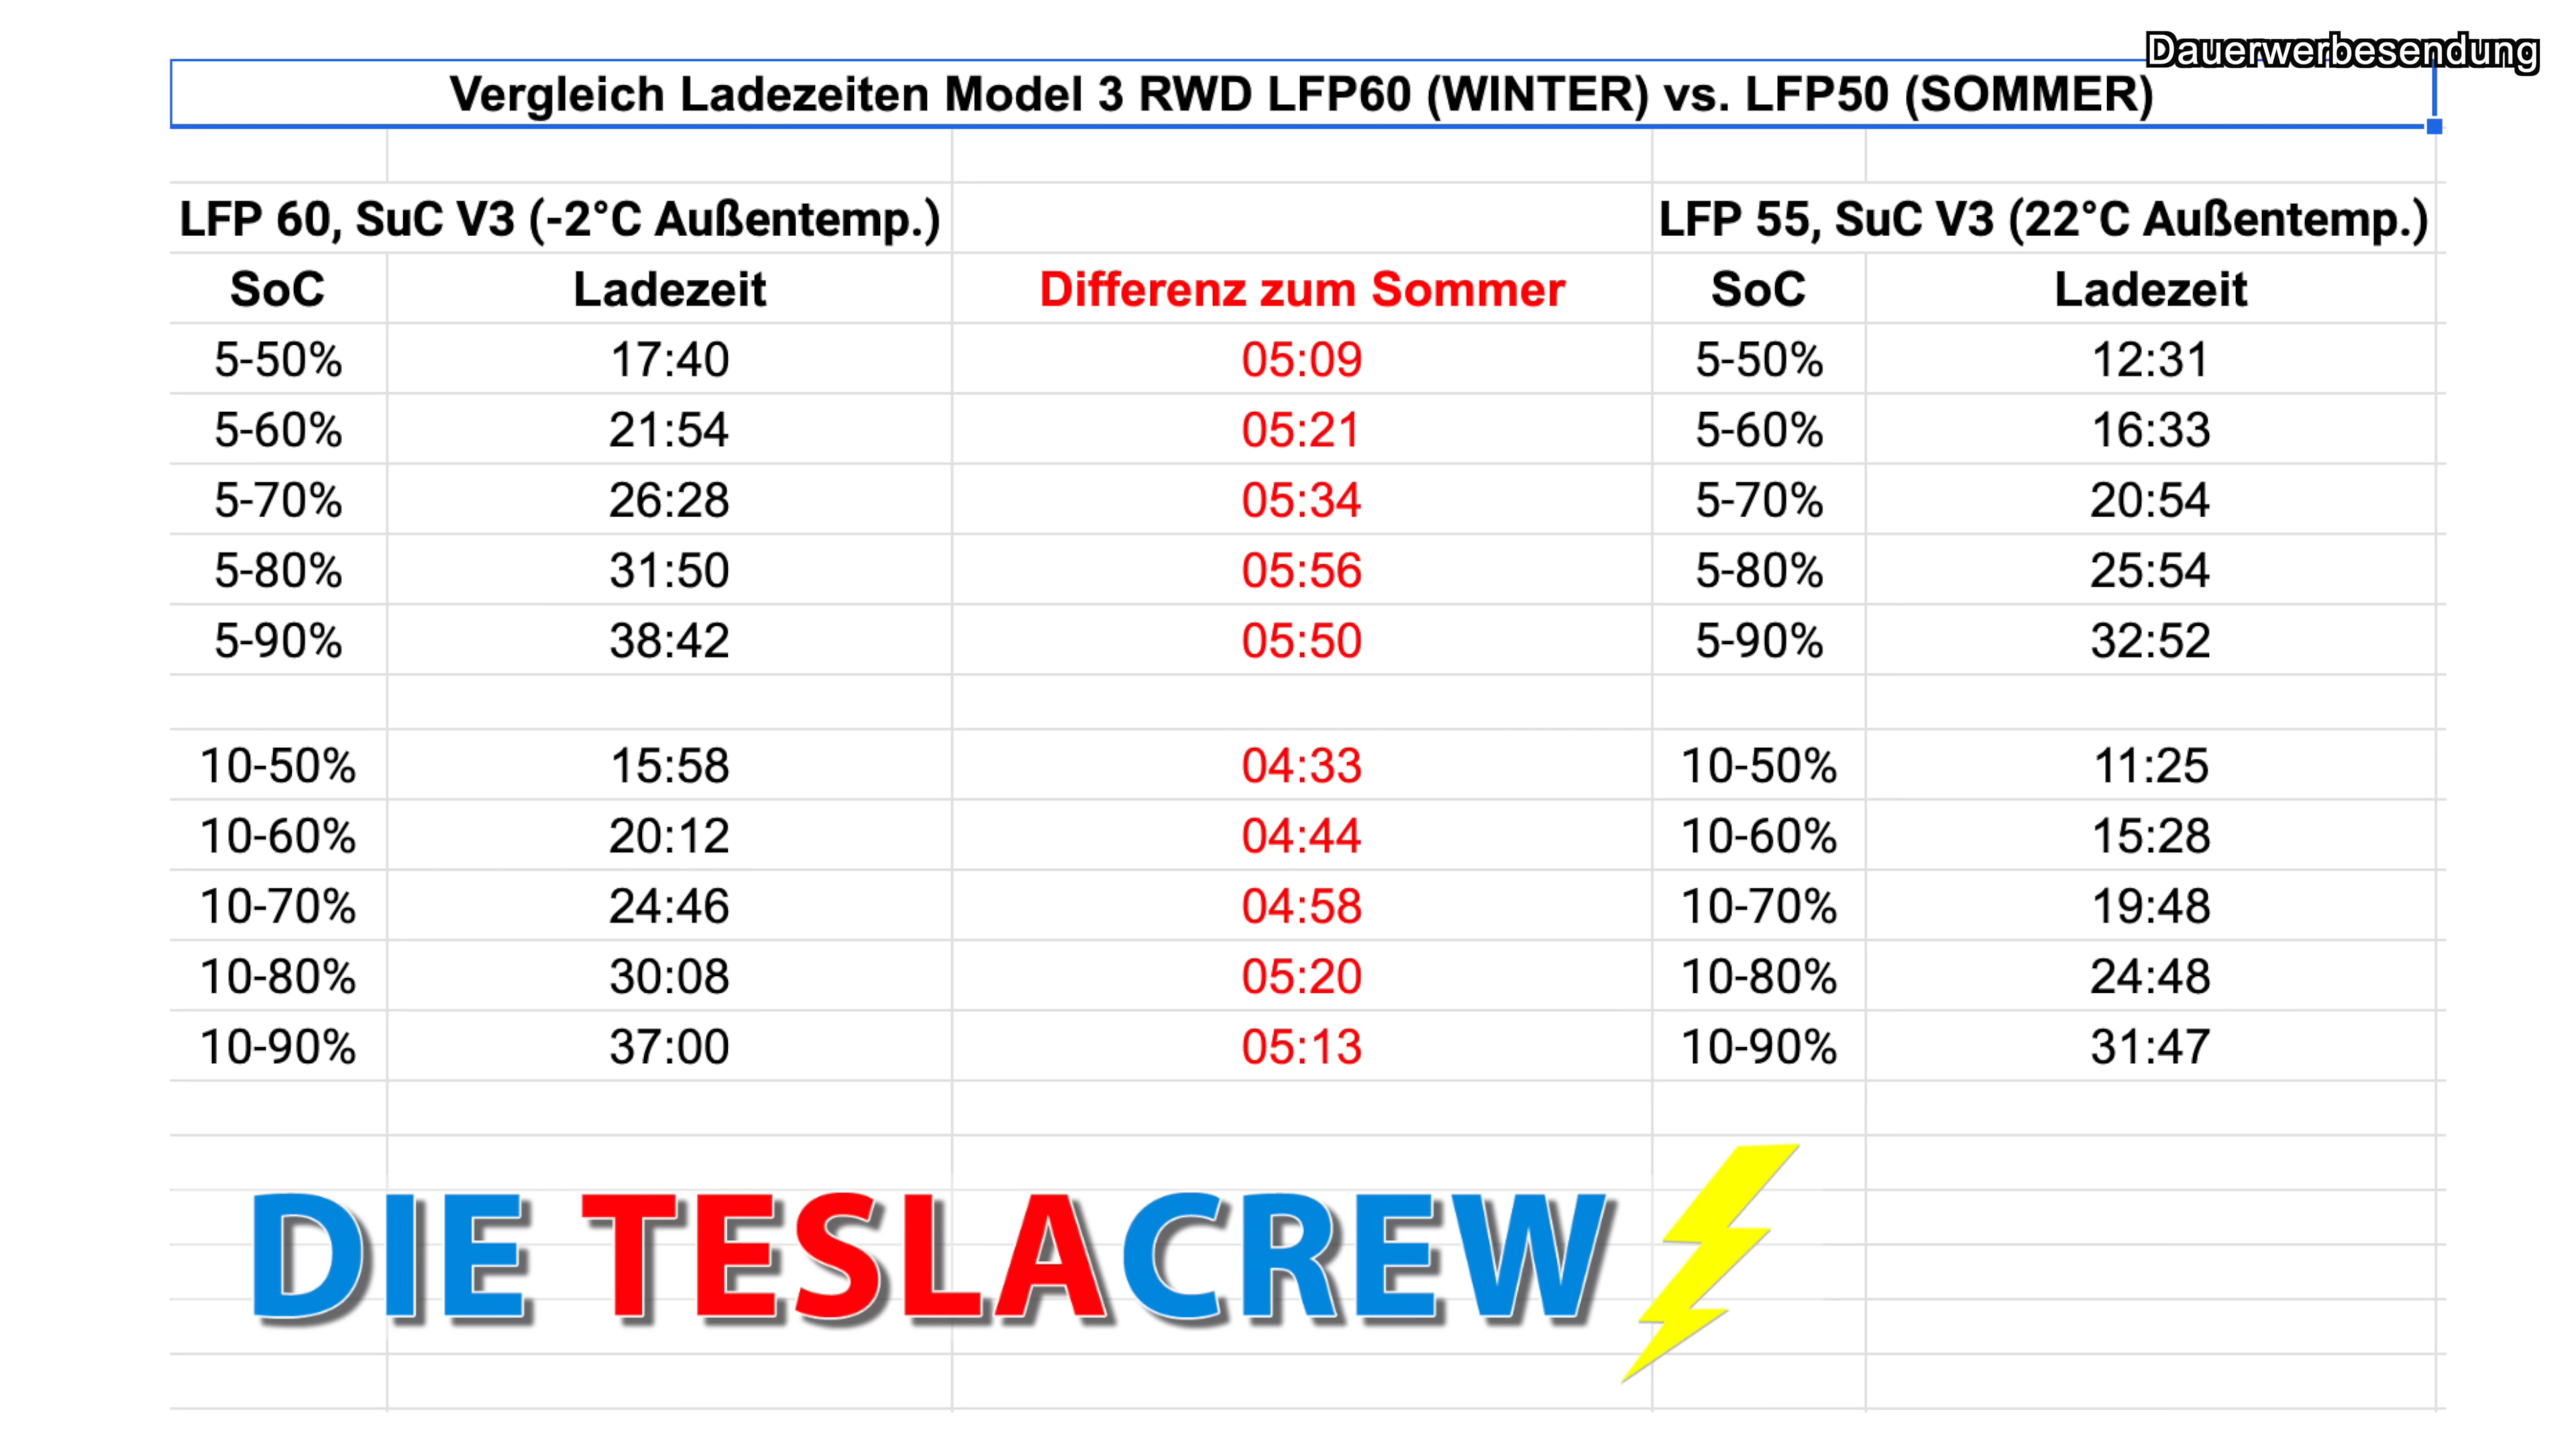 Dauerwerbesendung
Vergleich Ladezeiten Model 3 RWD LFP60 (WINTER) vs. LFP50 (SOMMER)
LFP 60, SuC V3 (-2°C Außentemp.) LFP 55, SuC V3 (22°C Außentemp.)
SoC Ladezeit Differenz zum Sommer SoC Ladezeit
5-50% 17:40 05:09 5-50% 12:31
5-60% 21:54 05:21 5-60% 16:33
5-70% 26:28 05:34 5-70% 20:54
5-80% 31:50 05:56 5-80% 25:54
5-90% 38:42 05:50 5-90% 32:52
10-50% 15:58 04:33 10-50% 11:25
10-60% 20:12 04:44 10-60% 15:28
10-70% 24:46 04:58 10-70% 19:48
10-80% 30:08 05:20 10-80% 24:48
10-90% 37:00 05:13 10-90% 31:47
DIE TESLACREW